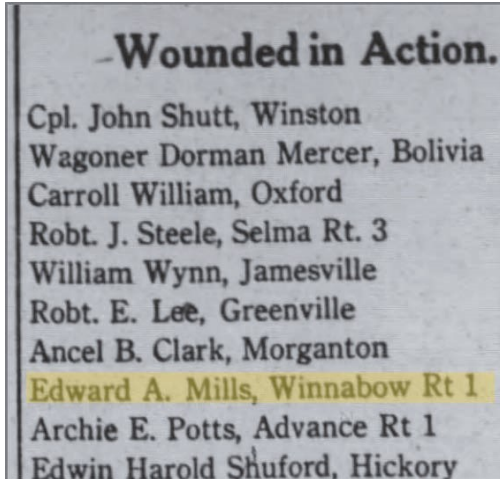 Wounded in Action.
Cpl. John Shutt, Winston
Wagoner Dorman Mercer, Bolivia
Carroll William, Oxford
Robt. J. Steele, Selma Rt. 3
William Wynn, Jamesville
Robt. E. Lee, Greenville
Ancel B. Clark, Morganton
Edward A. Mills, Winnabow Rt 1
Archie E. Potts, Advance Rt 1
Edwin Harold Shuford, Hickory